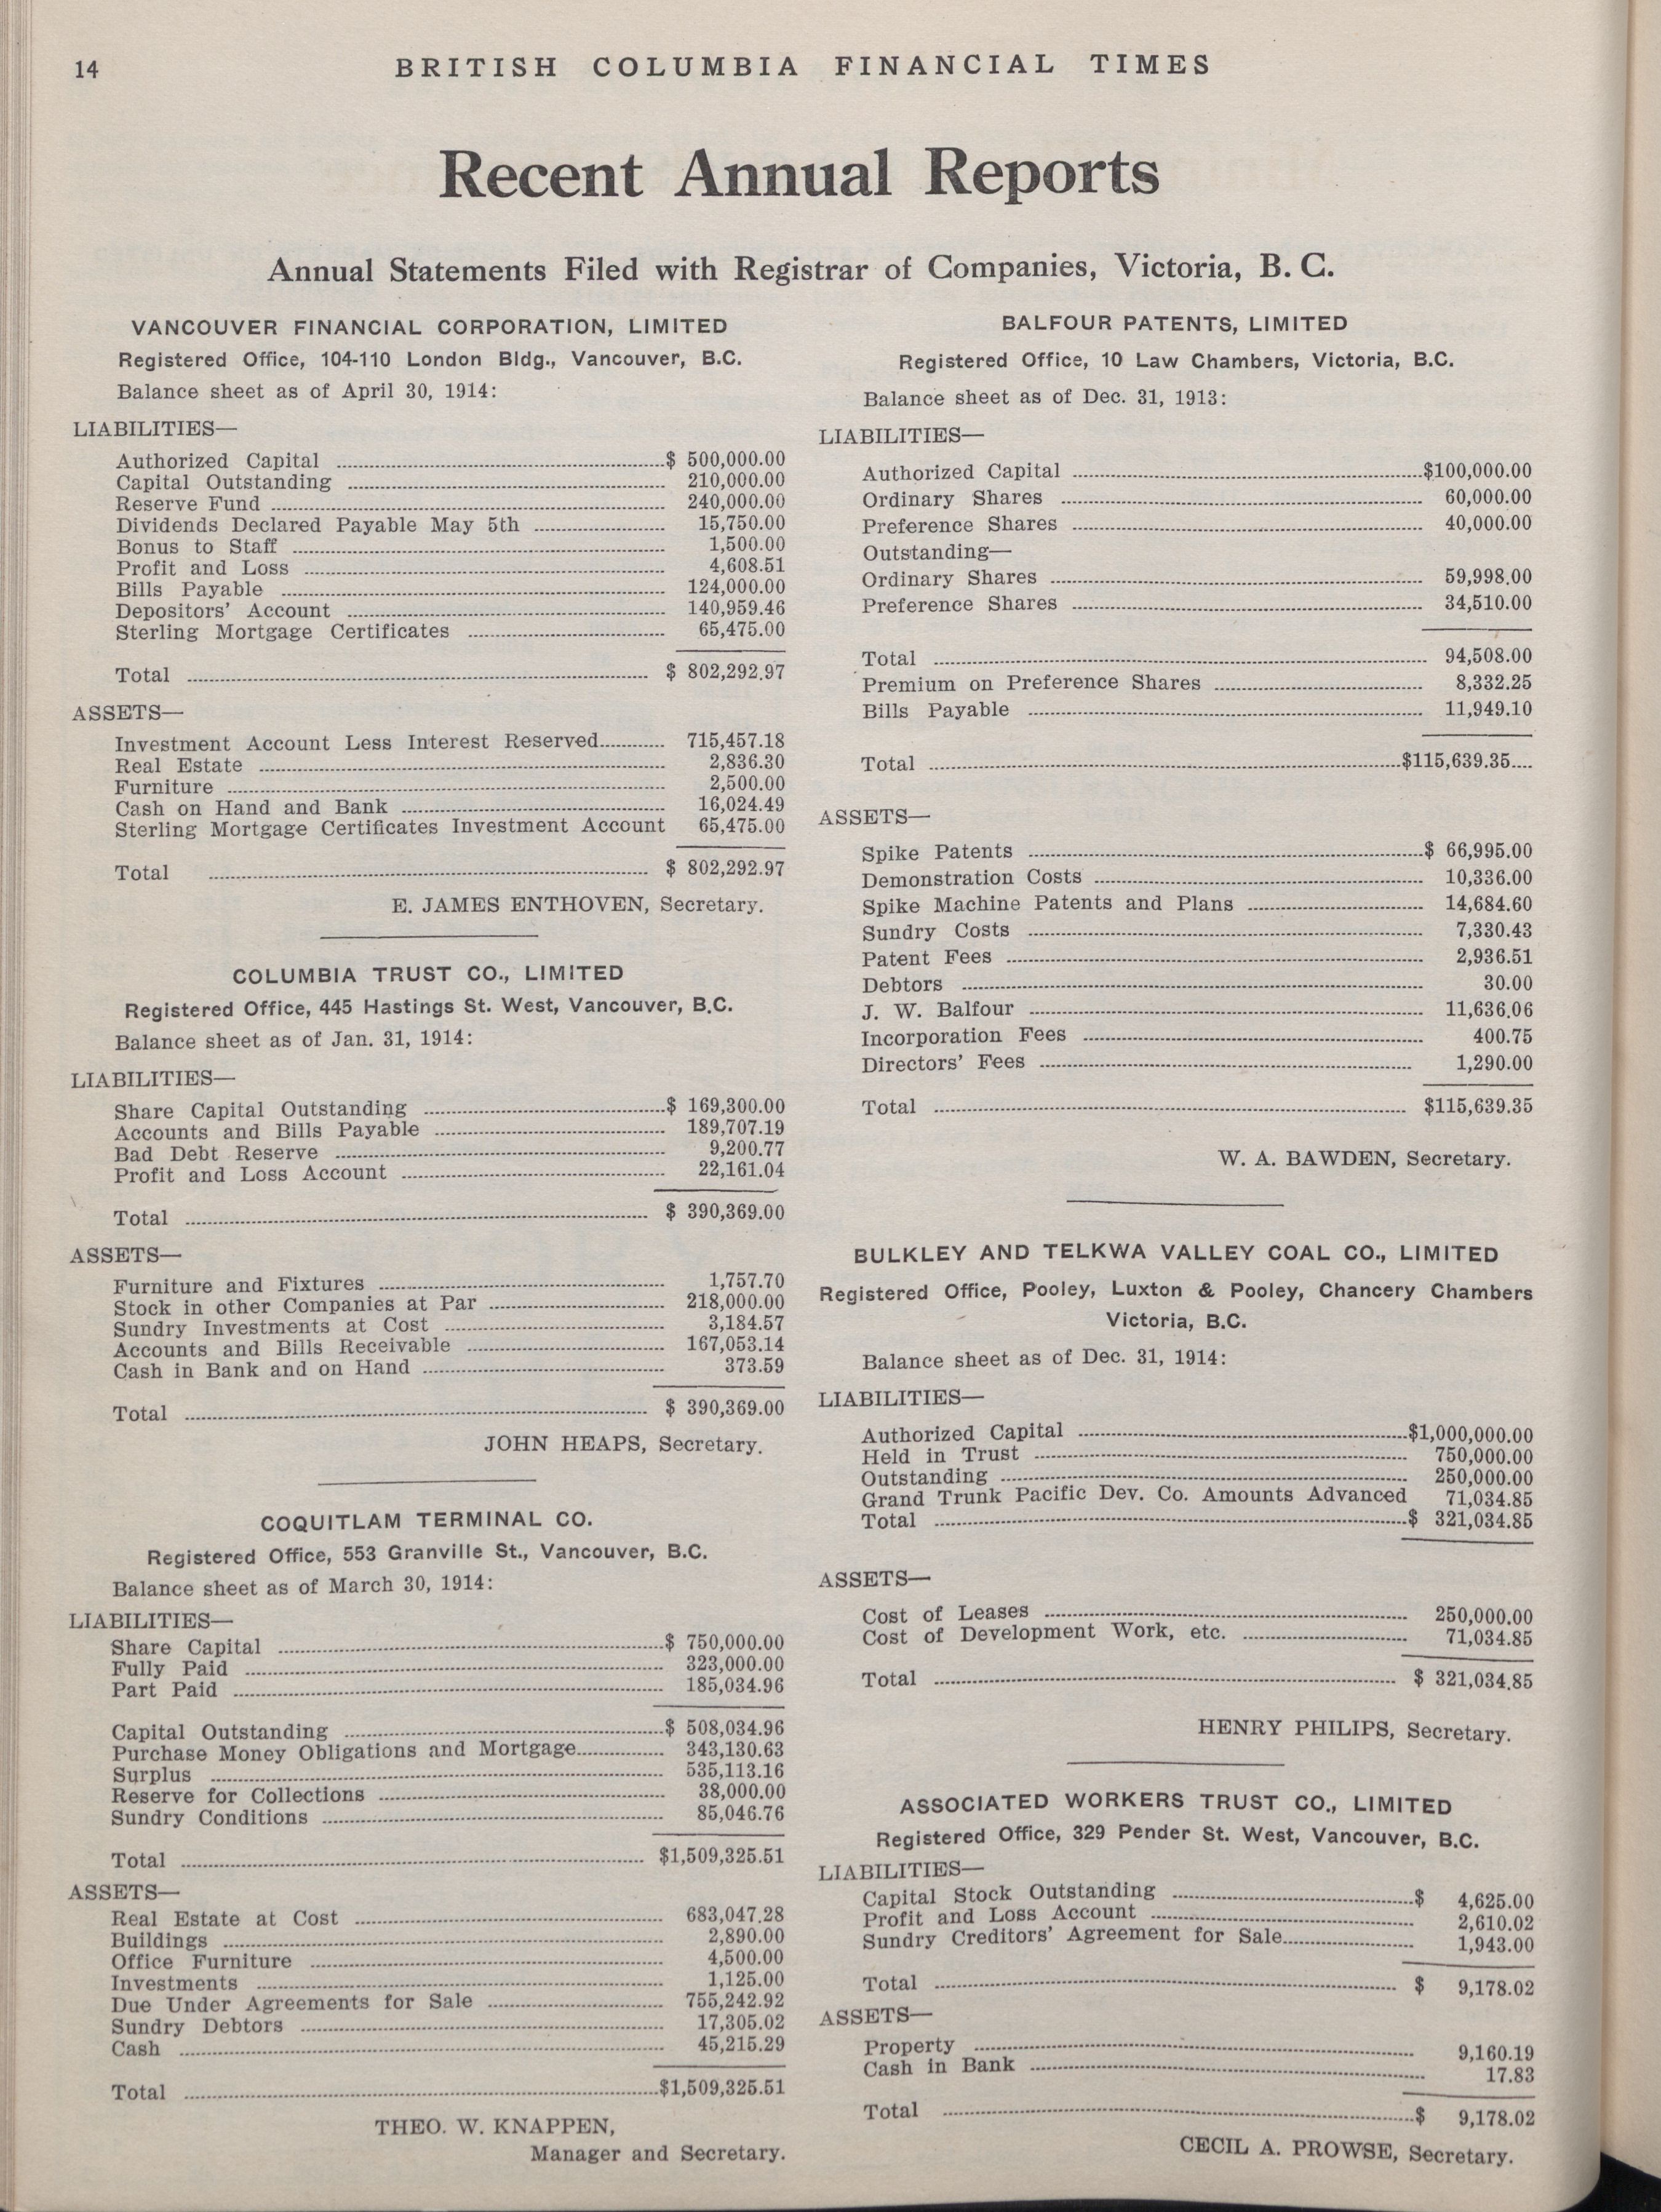 14
BRITISH COLUMBIA FINANCIAL TIMES
Recent Annual Reports
Annual Statements Filed with Registrar of Companies, Victoria, B. C.
VANCOUVER FINANCIAL CORPORATION, LIMITED
Registered Office, 104-110 London Bldg., Vancouver, B.C.
Balance sheet as of April 30, 1914:
LIABILITIES—
Authorized Capital $ 500,000.00
Capital Outstanding 210,000.00
Reserve Fund 240,000.00
Dividends Declared Payable May 5th 15,750.00
Bonus to Staff 1,500.00
Profit and Loss 4,608.51
Bills Payable 124,000.00
Depositors' Account 140,959.46
Sterling Mortgage Certificates 65,475.00
Total $ 802,292.97
ASSETS—
Investment Account Less Interest Reserved 715,457.18
Real Estate 2,836.30
Furniture 2,500.00
Cash on Hand and Bank 16,024.49
Sterling Mortgage Certificates Investment Account 65,475.00
Total $ 802,292.97
E. JAMES ENTHOVEN, Secretary.
COLUMBIA TRUST CO., LIMITED
Registered Office, 445 Hastings St. West, Vancouver, B.C.
Balance sheet as of Jan. 31, 1914:
LIABILITIES—
Share Capital Outstanding $ 169,300.00
Accounts and Bills Payable 189,707.19
Bad Debt Reserve 9,200.77
Profit and Loss Account 22,161.04
Total $ 390,369.00
ASSETS—
Furniture and Fixtures 1,757.70
Stock in other Companies at Par 218,000.00
Sundry Investments at Cost 3,184.57
Accounts and Bills Receivable 167,053.14
Cash in Bank and on Hand 373.59
Total $ 390,369.00
JOHN HEAPS, Secretary.
COQUITLAM TERMINAL CO.
Registered Office, 553 Granville St., Vancouver, B.C.
Balance sheet as of March 30, 1914:
LIABILITIES—
Share Capital $ 750,000.00
Fully Paid 323,000.00
Part Paid 185,034.96
Capital Outstanding $ 508,034.96
Purchase Money Obligations and Mortgage 343,130.63
Surplus 535,113.16
Reserve for Collections 38,000.00
Sundry Conditions 85,046.76
Total $1,509,325.51
ASSETS—
Real Estate at Cost 683,047.28
Buildings 2,890.00
Office Furniture 4,500.00
Investments 1,125.00
Due Under Agreements for Sale 755,242.92
Sundry Debtors 17,305.02
Cash 45,215.29
Total $1,509,325.51
THEO. W. KNAPPEN,
Manager and Secretary.
BALFOUR PATENTS, LIMITED
Registered Office, 10 Law Chambers, Victoria, B.C.
Balance sheet as of Dec. 31, 1913:
LIABILITIES—
Authorized Capital $100,000.00
Ordinary Shares 60,000.00
Preference Shares 40,000.00
Outstanding—
Ordinary Shares 59,998.00
Preference Shares 34,510.00
Total 94,508.00
Premium on Preference Shares 8,332.25
Bills Payable 11,949.10
Total $115,639.35....
ASSETS—
Spike Patents $ 66,995.00
Demonstration Costs 10,336.00
Spike Machine Patents and Plans 14,684.60
Sundry Costs 7,330.43
Patent Fees 2,936.51
Debtors 30.00
J. W. Balfour 11,636.06
Incorporation Fees 400.75
Directors' Fees 1,290.00
Total $115,639.35
W. A. BAWDEN, Secretary.
BULKLEY AND TELKWA VALLEY COAL CO., LIMITED
Registered Office, Pooley, Luxton & Pooley, Chancery Chambers
Victoria, B.C.
Balance sheet as of Dec. 31, 1914:
LIABILITIES—
Authorized Capital $1,000,000.00
Held in Trust 750,000.00
Outstanding 250,000.00
Grand Trunk Pacific Dev. Co. Amounts Advanced 71,034.85
Total $ 321,034.85
ASSETS—
Cost of Leases 250,000.00
Cost of Development Work, etc. 71,034.85
Total $ 321,034.85
HENRY PHILIPS, Secretary.
ASSOCIATED WORKERS TRUST CO., LIMITED
Registered Office, 329 Pender St. West, Vancouver, B.C.
LIABILITIES—
Capital Stock Outstanding $ 4,625.00
Profit and Loss Account 2,610.02
Sundry Creditors' Agreement for Sale 1,943.00
Total $ 9,178.02
ASSETS—
Property 9,160.19
Cash in Bank 17.83
Total $ 9,178.02
CECIL A. PROWSE, Secretary.